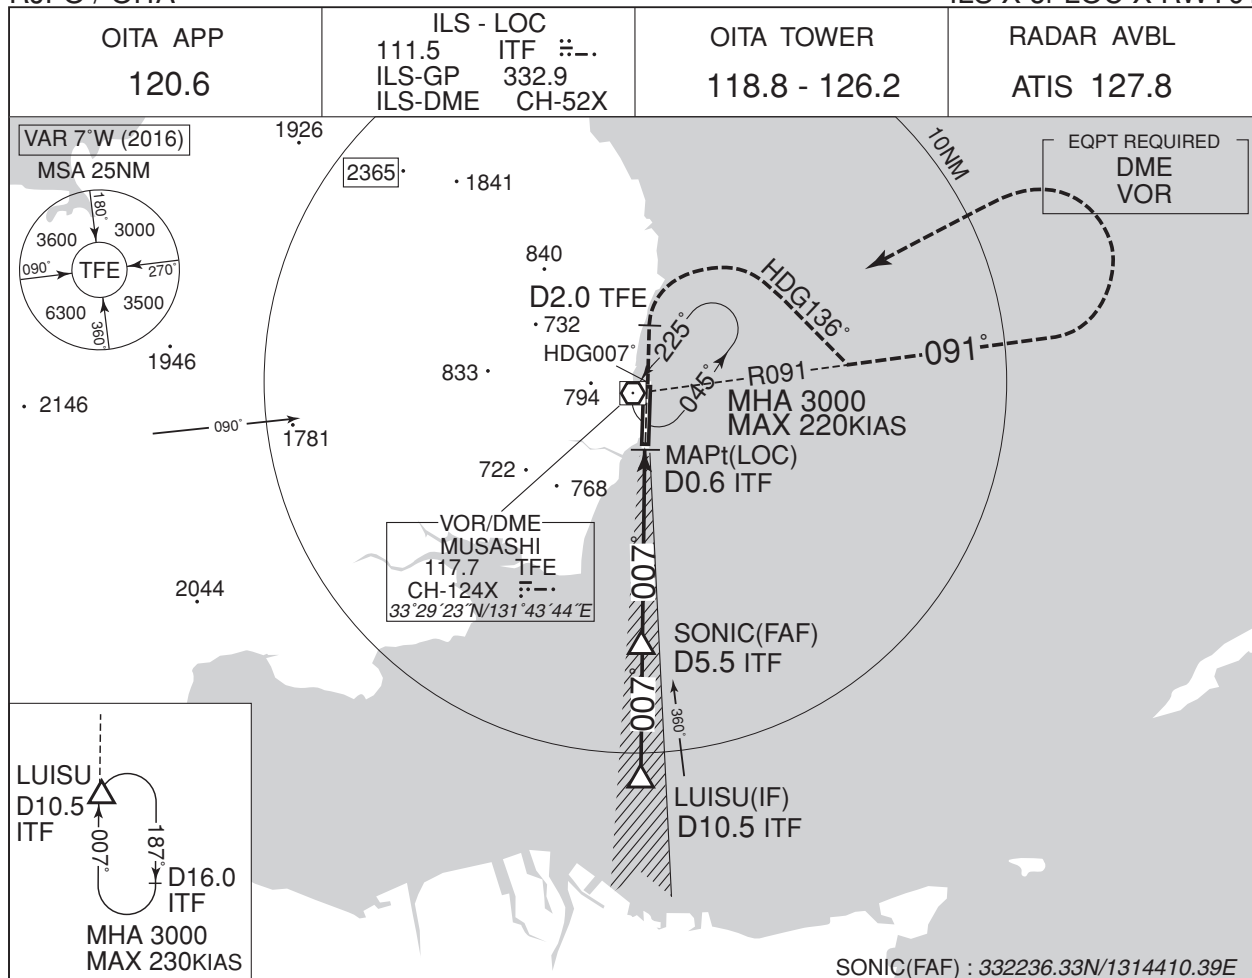 OITA APP
120.6
ILS - LOC
111.5 ITF
ILS-GP 332.9
ILS-DME CH-52X
OITA TOWER
118.8 - 126.2
RADAR AVBL
ATIS 127.8
VAR 7°W (2016)
MSA 25NM
180°
3600
3000
090°
TFE
270°
6300
3500
360°
1926
2365
1841
10NM
EQPT REQUIRED
DME
VOR
840
D2.0 TFE
732
HDG136°
HDG007°
225°
1946
833
794
045°
R091
091°
2146
MHA 3000
MAX 220KIAS
090°
1781
MAPt(LOC)
D0.6 ITF
722
768
VOR/DME
MUSASHI
117.7 TFE
CH-124X
33°29´23˝N/131°43´44˝E
007°
2044
SONIC(FAF)
D5.5 ITF
007°
360°
LUISU(IF)
D10.5 ITF
LUISU
D10.5
ITF
007°
187°
D16.0
ITF
MHA 3000
MAX 230KIAS
SONIC(FAF) : 332236.33N/1314410.39E